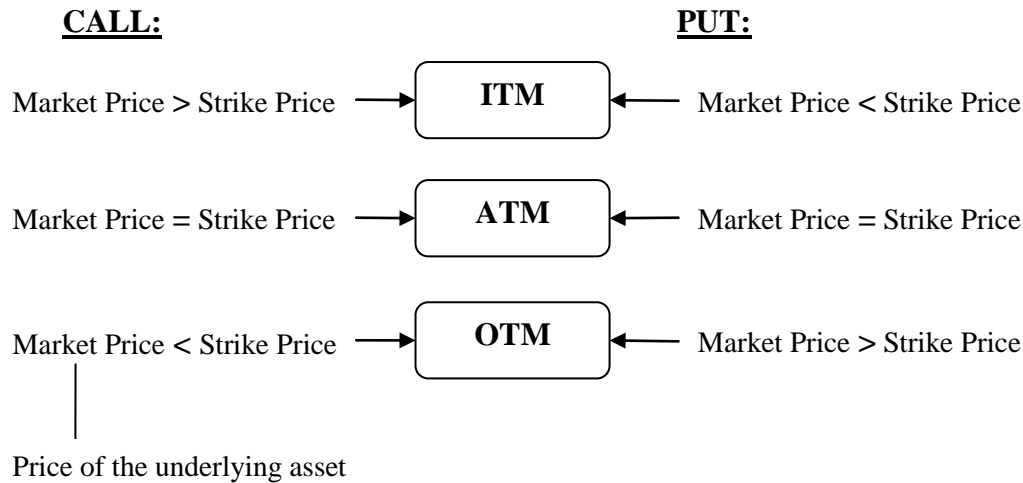 CALL:
PUT:
Market Price > Strike Price
ITM
Market Price < Strike Price
Market Price = Strike Price
ATM
Market Price = Strike Price
Market Price < Strike Price
OTM
Market Price > Strike Price
Price of the underlying asset